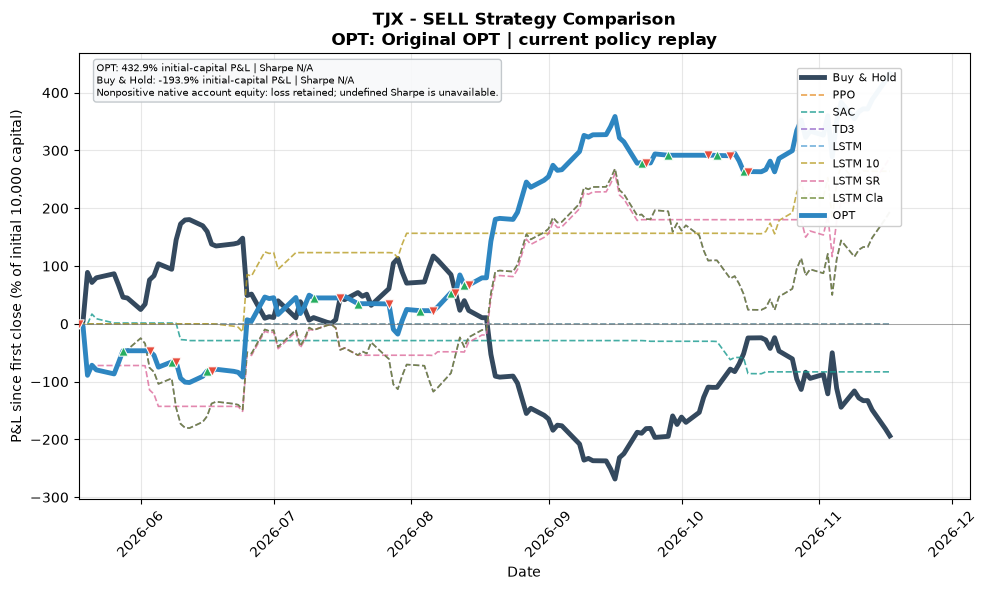 TJX - SELL Strategy Comparison
OPT: Original OPT | current policy replay
OPT: 432.9% initial-capital P&L | Sharpe N/A
Buy & Hold: -193.9% initial-capital P&L | Sharpe N/A
Nonpositive native account equity: loss retained; undefined Sharpe is unavailable.
Buy & Hold
PPO
SAC
TD3
LSTM
LSTM 10
LSTM SR
LSTM Cla
OPT
P&L since first close (% of initial 10,000 capital)
400
300
200
100
0
−100
−200
−300
2026-06
2026-07
2026-08
2026-09
2026-10
2026-11
2026-12
Date